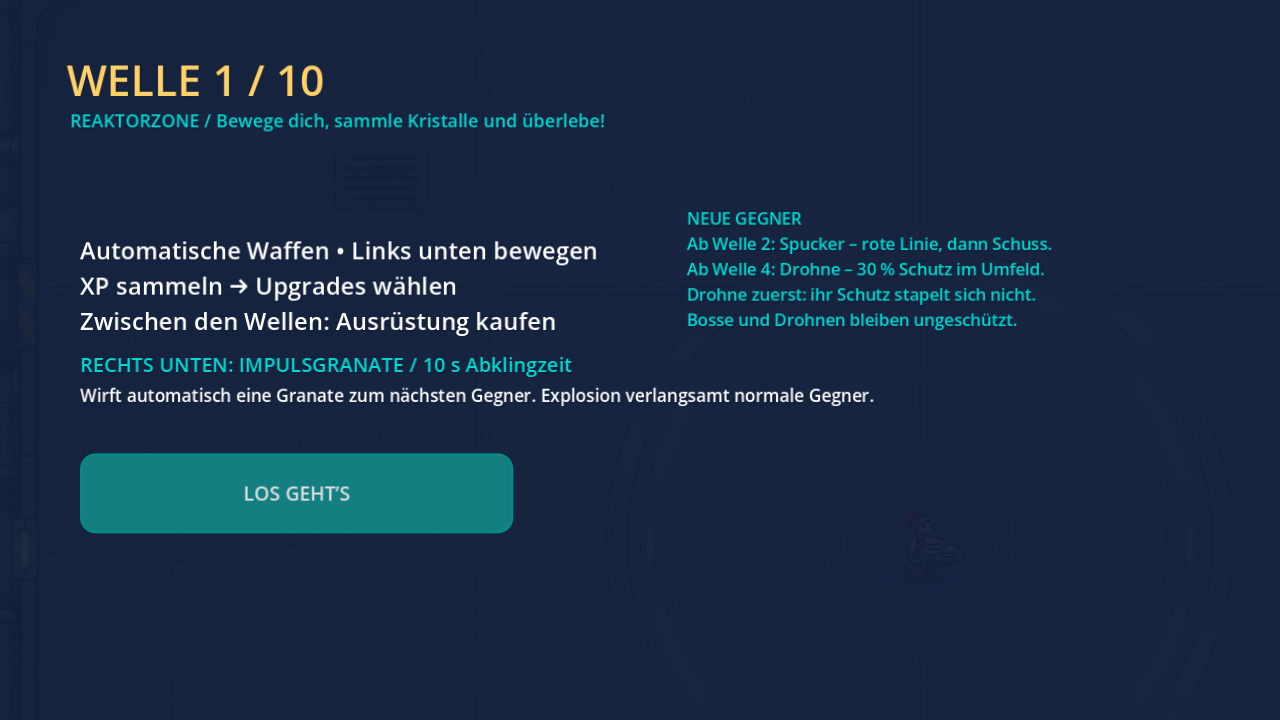 WELLE 1 / 10
REAKTORZONE / Bewege dich, sammle Kristalle und überlebe!
Automatische Waffen • Links unten bewegen
XP sammeln → Upgrades wählen
Zwischen den Wellen: Ausrüstung kaufen
NEUE GEGNER
Ab Welle 2: Spucker – rote Linie, dann Schuss.
Ab Welle 4: Drohne – 30 % Schutz im Umfeld.
Drohne zuerst: ihr Schutz stapelt sich nicht.
Bosse und Drohnen bleiben ungeschützt.
RECHTS UNTEN: IMPULSGRANATE / 10 s Abklingzeit
Wirft automatisch eine Granate zum nächsten Gegner. Explosion verlangsamt normale Gegner.
LOS GEHT’S